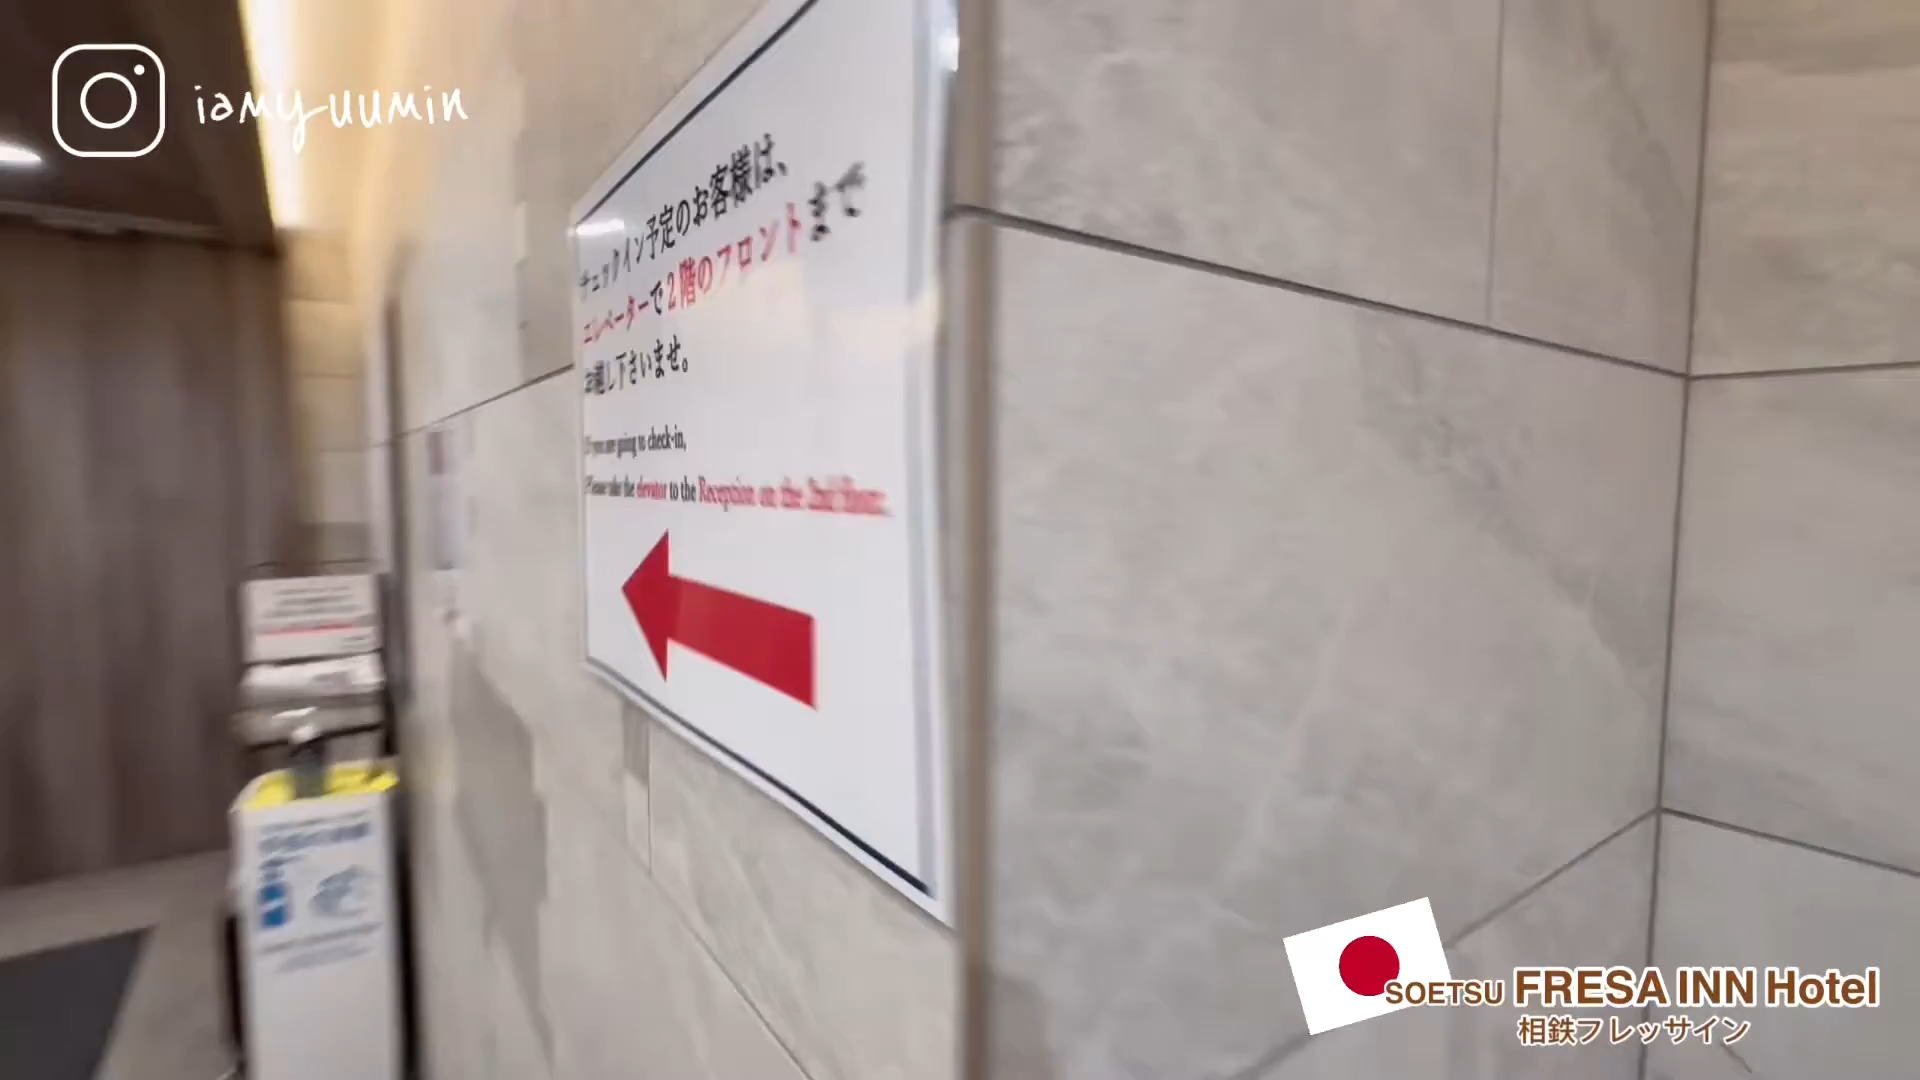 iamyuumin
チェックイン予定のお客様は、
エレベーターで2階のフロントまで
お越し下さいませ。
If you are going to check-in,
Please take the elevator to the Reception on the 2nd floor.
SOETSU FRESA INN Hotel
相鉄フレッサイン